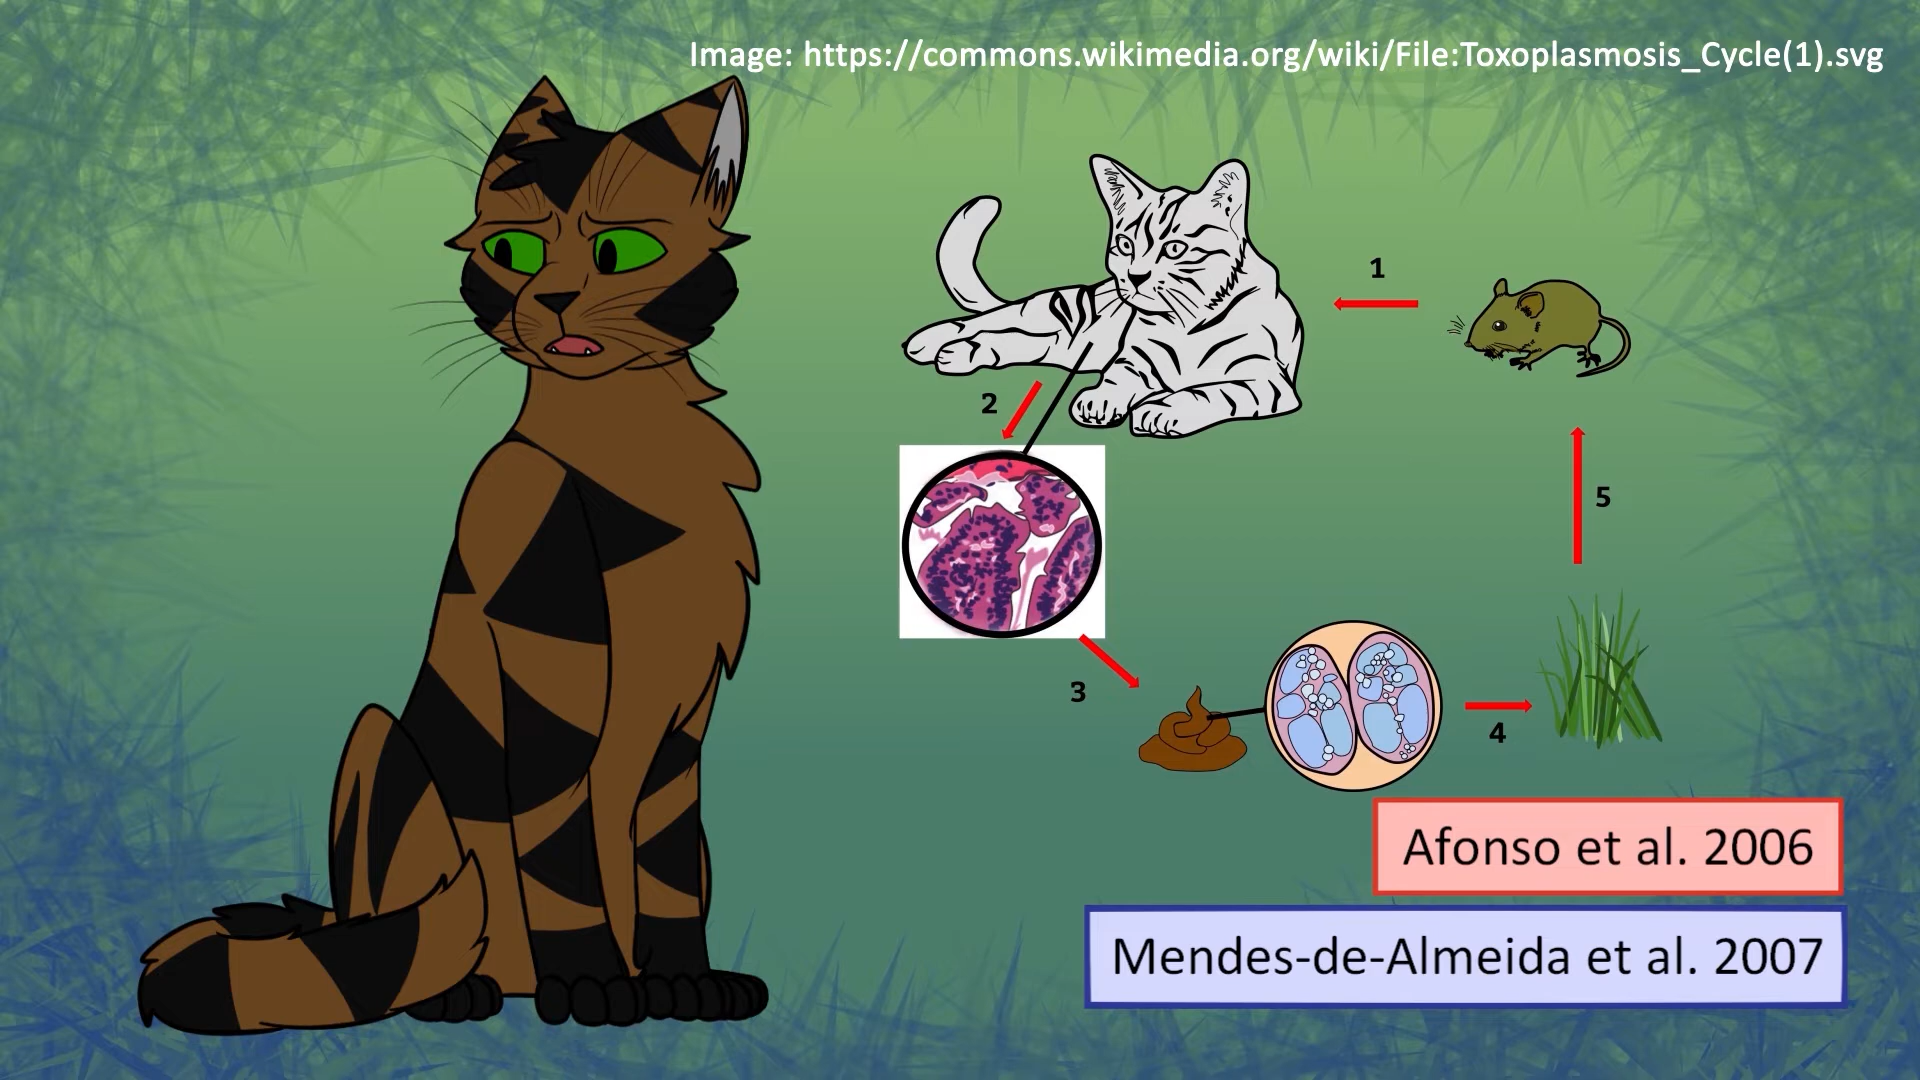 Image: https://commons.wikimedia.org/wiki/File:Toxoplasmosis_Cycle(1).svg
1
2
5
3
4
Afonso et al. 2006
Mendes-de-Almeida et al. 2007